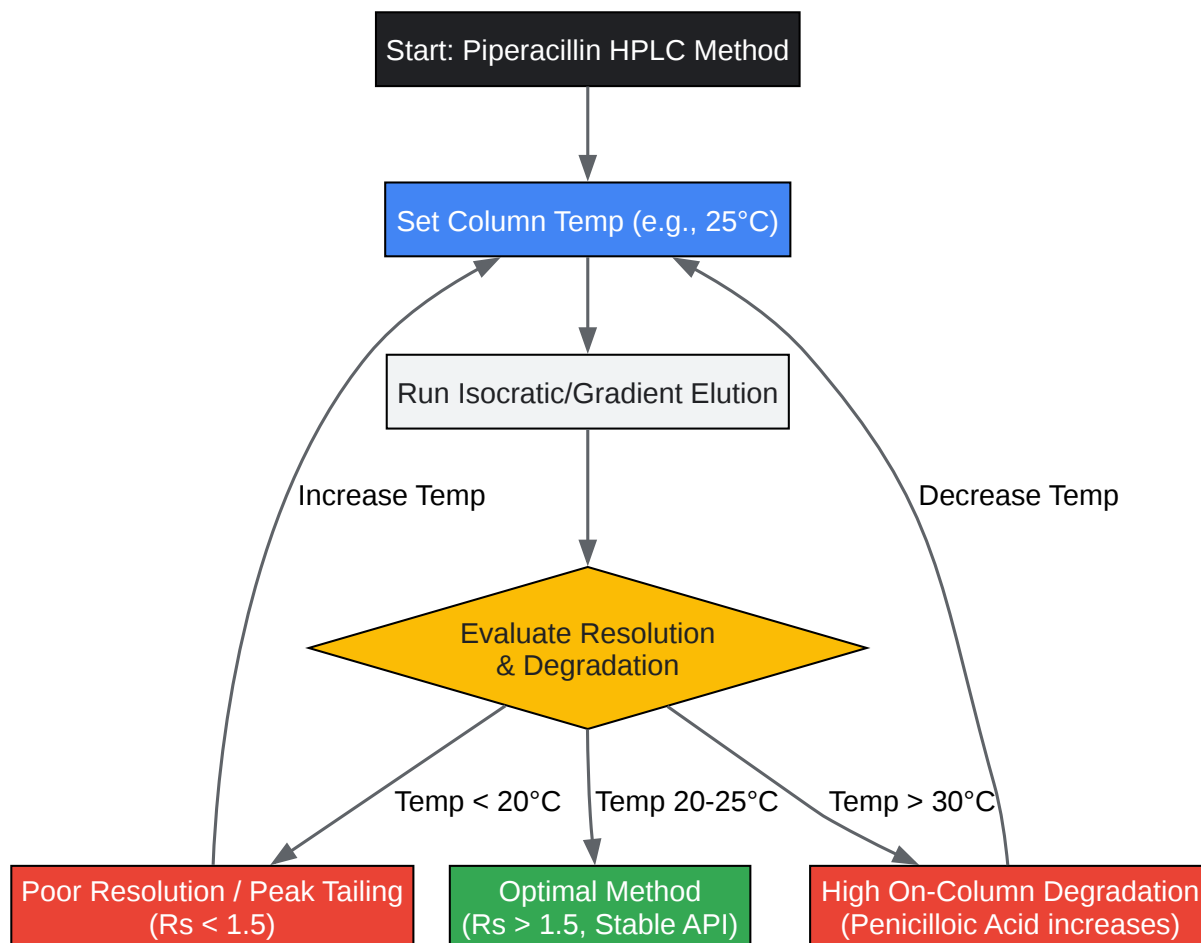 Start: Piperacillin HPLC Method
Set Column Temp (e.g., 25°C)
Run Isocratic/Gradient Elution
Increase Temp
Decrease Temp
Evaluate Resolution
& Degradation
Temp < 20°C
Temp 20-25°C
Temp > 30°C
Poor Resolution / Peak Tailing
(Rs < 1.5)
Optimal Method
(Rs > 1.5, Stable API)
High On-Column Degradation
(Penicilloic Acid increases)